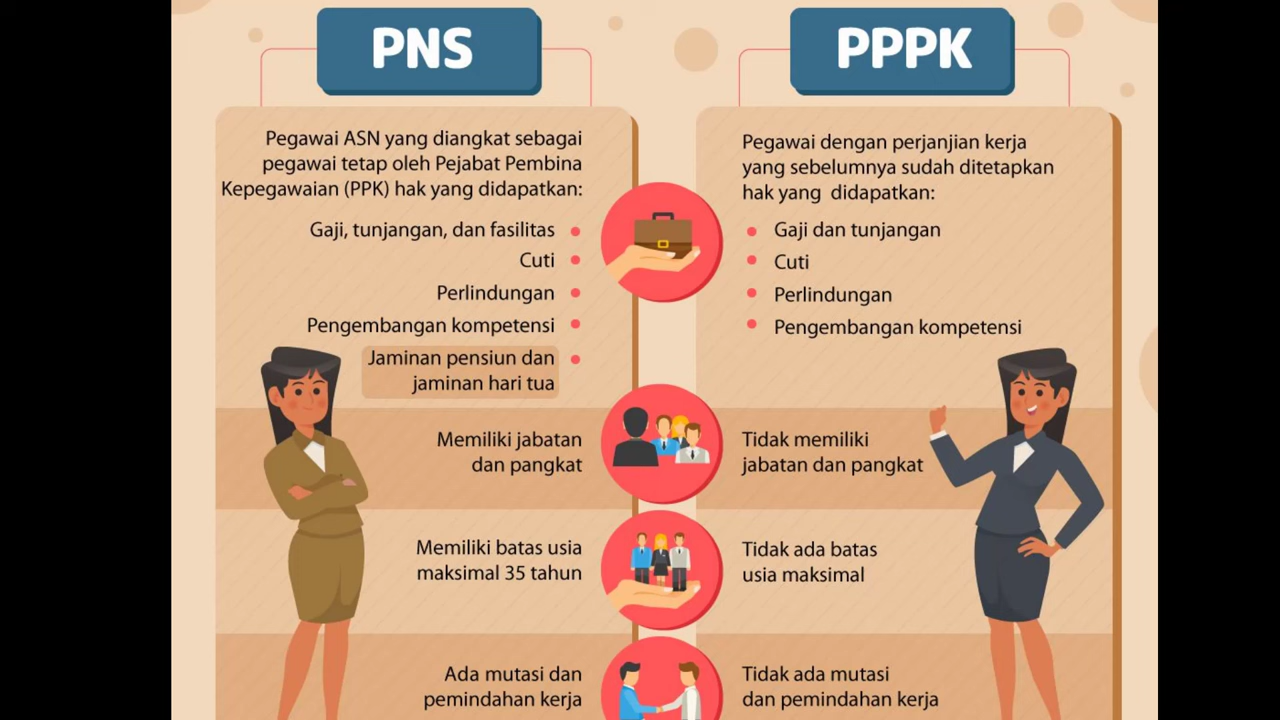 PNS
Pegawai ASN yang diangkat sebagai
pegawai tetap oleh Pejabat Pembina
Kepegawaian (PPK) hak yang didapatkan:
Gaji, tunjangan, dan fasilitas
Cuti
Perlindungan
Pengembangan kompetensi
Jaminan pensiun dan
jaminan hari tua
Memiliki jabatan
dan pangkat
Memiliki batas usia
maksimal 35 tahun
Ada mutasi dan
pemindahan kerja
PPPK
Pegawai dengan perjanjian kerja
yang sebelumnya sudah ditetapkan
hak yang didapatkan:
Gaji dan tunjangan
Cuti
Perlindungan
Pengembangan kompetensi
Tidak memiliki
jabatan dan pangkat
Tidak ada batas
usia maksimal
Tidak ada mutasi
dan pemindahan kerja